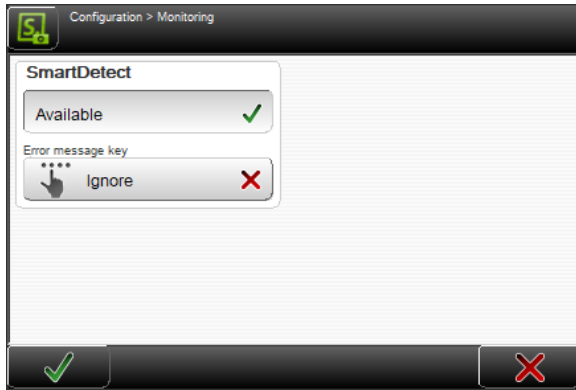 Configuration > Monitoring
SmartDetect
Available
Error message key
Ignore